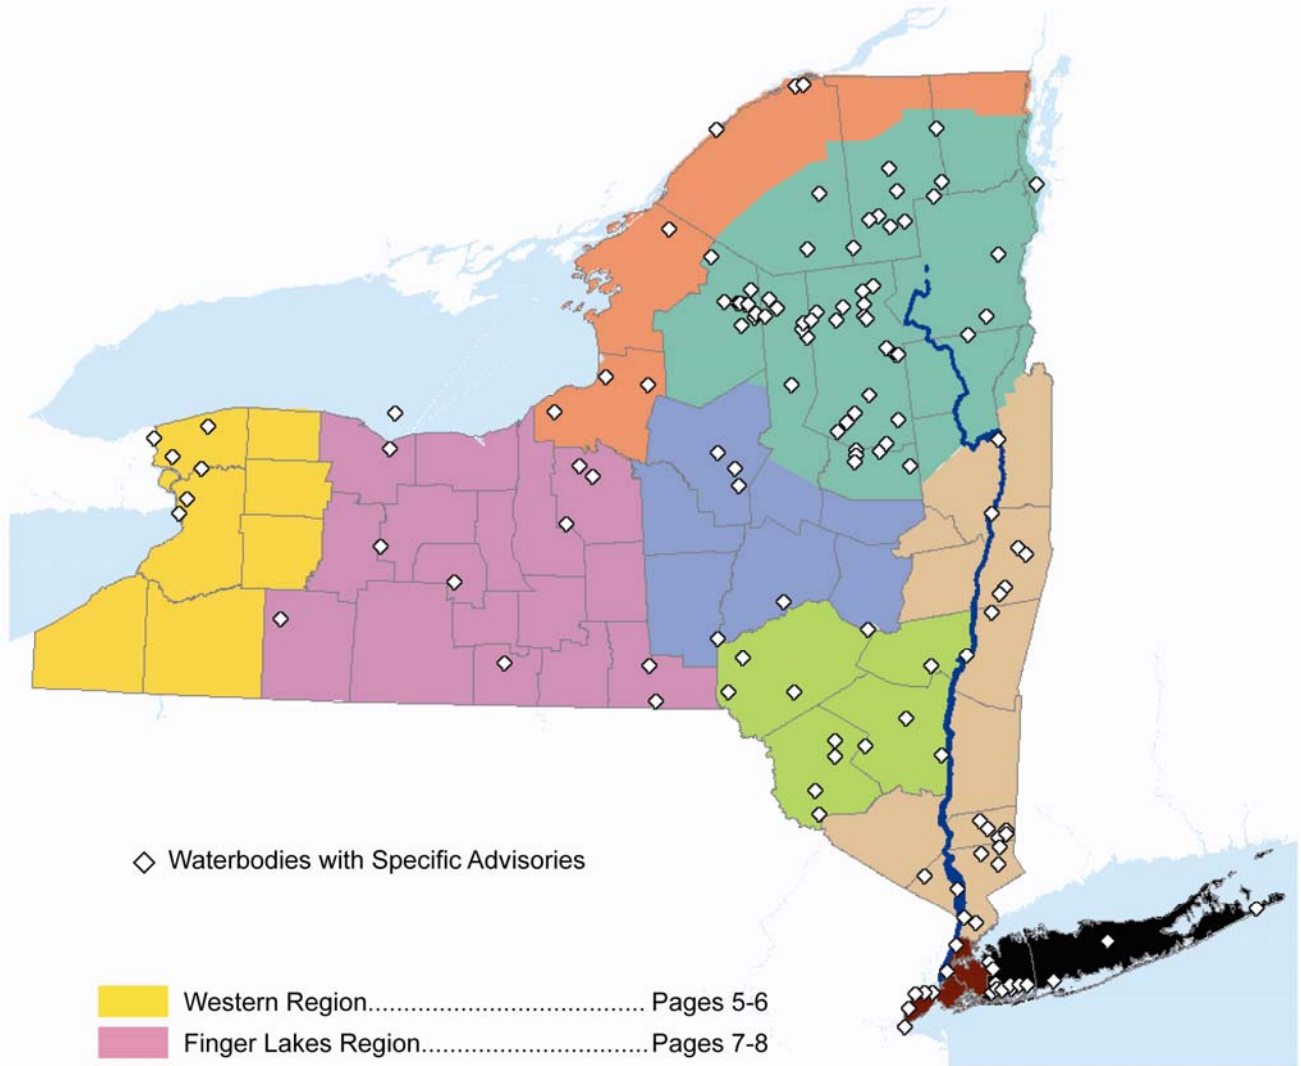 Waterbodies with Specific Advisories
Western Region.................................... Pages 5-6
Finger Lakes Region............................. Pages 7-8